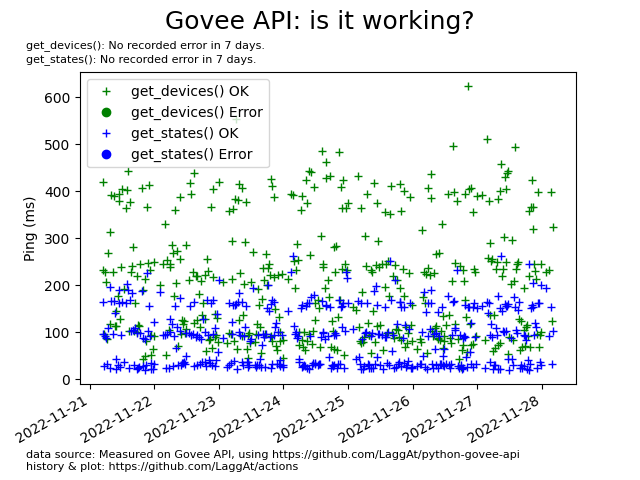 Govee API: is it working?
get_devices(): No recorded error in 7 days.
get_states(): No recorded error in 7 days.
get_devices() OK
get_devices() Error
get_states() OK
get_states() Error
Ping (ms)
600
500
400
300
200
100
0
2022-11-21
2022-11-22
2022-11-23
2022-11-24
2022-11-25
2022-11-26
2022-11-27
2022-11-28
data source: Measured on Govee API, using https://github.com/LaggAt/python-govee-api
history & plot: https://github.com/LaggAt/actions